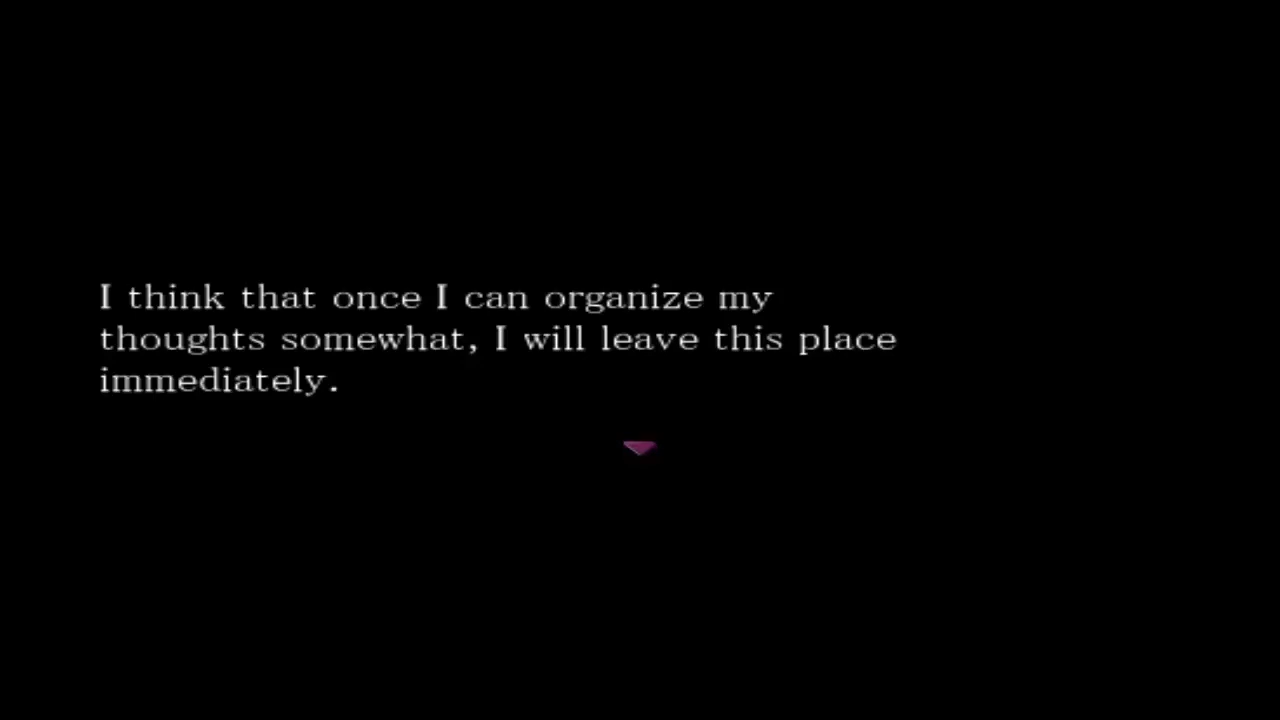 I think that once I can organize my
thoughts somewhat, I will leave this place
immediately.